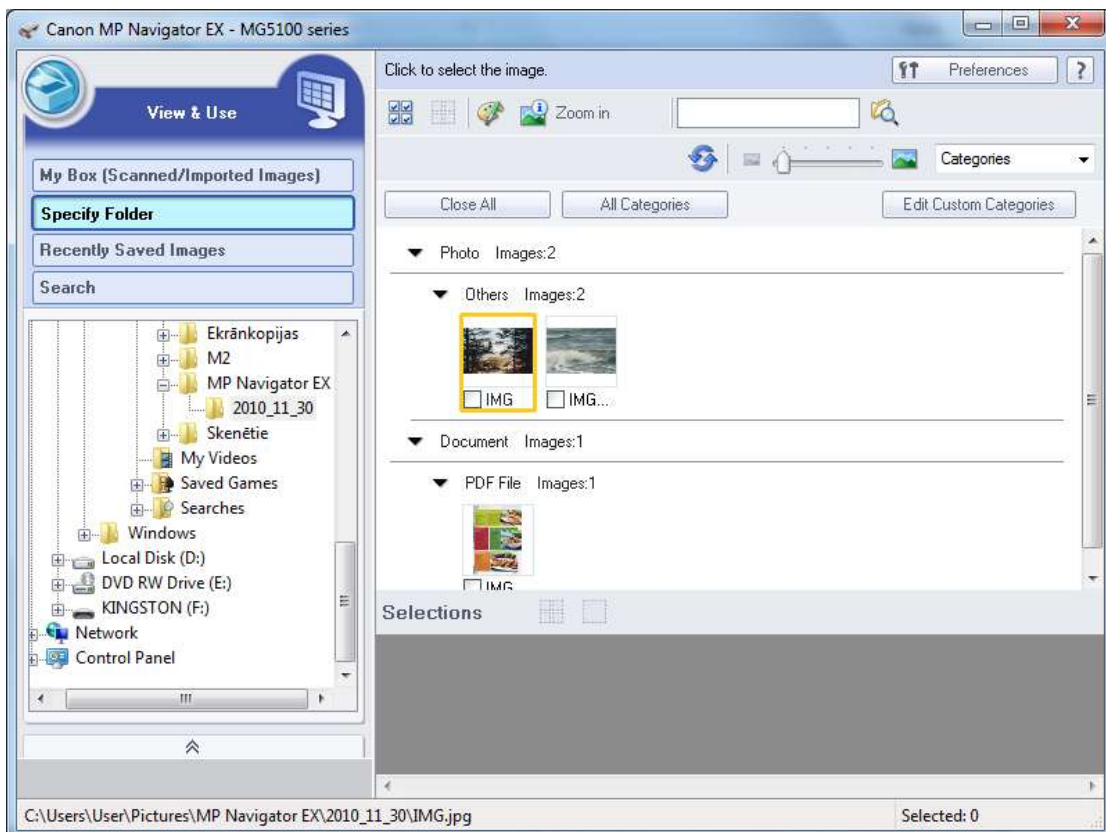 Canon MP Navigator EX - MG5100 series
View & Use
My Box (Scanned/Imported Images)
Specify Folder
Recently Saved Images
Search
Ekrānkopijas
M2
MP Navigator EX
2010_11_30
Skenētie
My Videos
Saved Games
Searches
Windows
Local Disk (D:)
DVD RW Drive (E:)
KINGSTON (F:)
Network
Control Panel
Click to select the image.
Preferences ?
Zoom in
Categories
Close All All Categories Edit Custom Categories
Photo Images:2
Others Images:2
IMG IMG...
Document Images:1
PDF File Images:1
IMG
Selections
C:\Users\User\Pictures\MP Navigator EX\2010_11_30\IMG.jpg Selected: 0